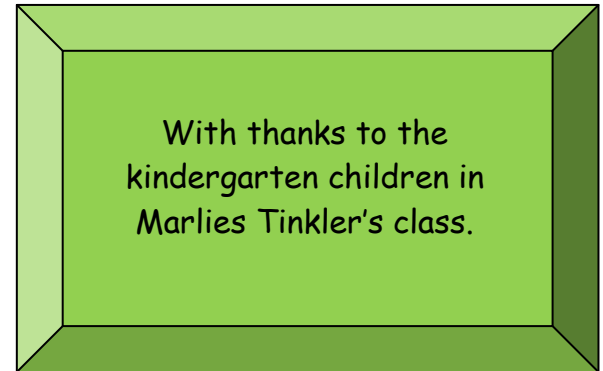 With thanks to the
kindergarten children in
Marlies Tinkler’s class.